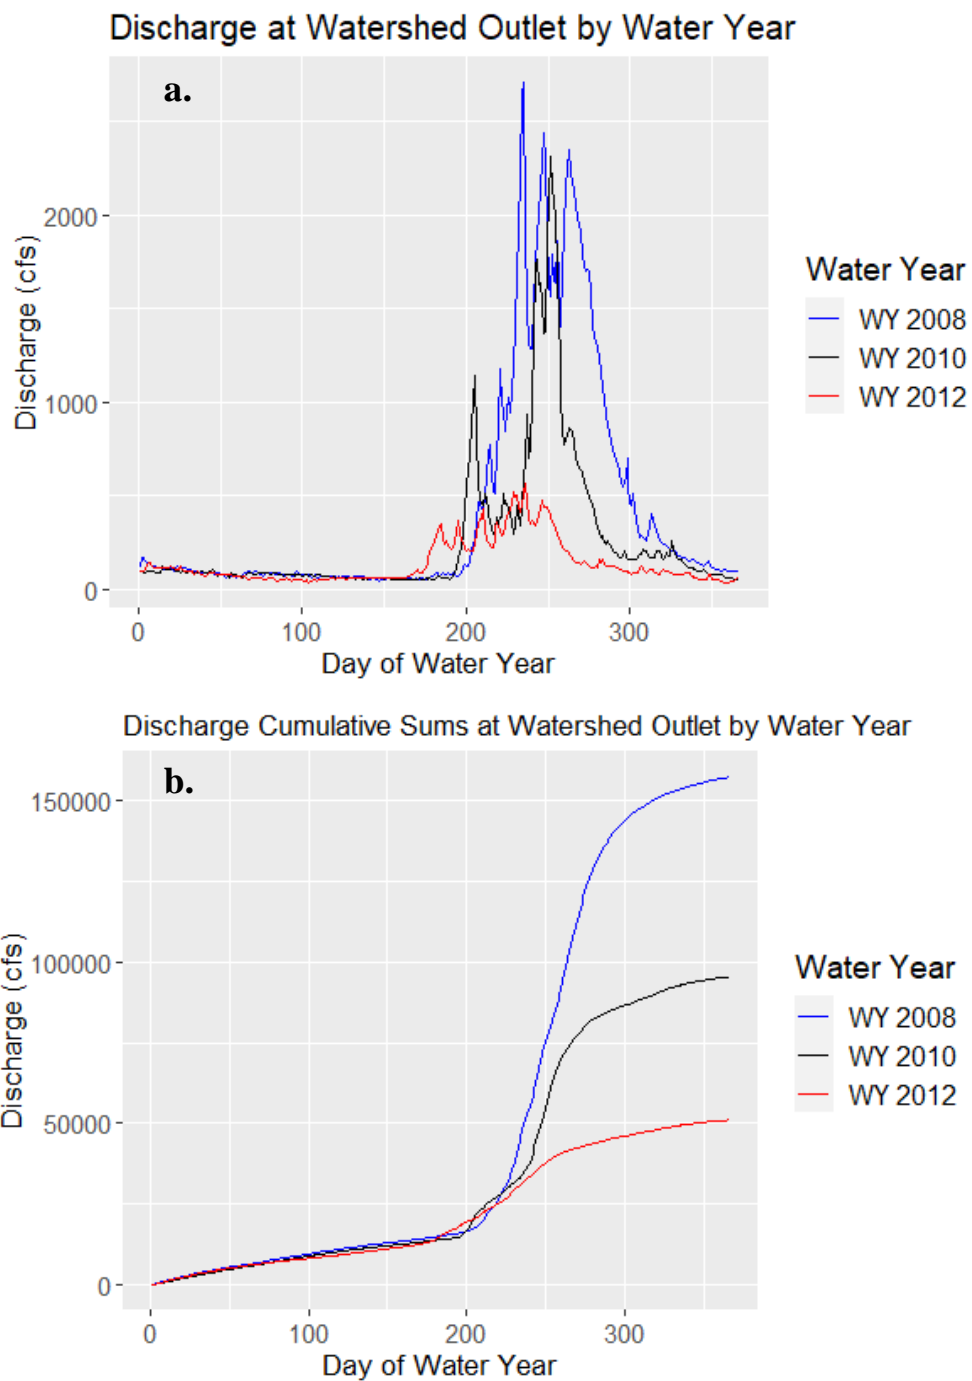 Discharge at Watershed Outlet by Water Year
a.
2000
1000
0
Discharge (cfs)
0 100 200 300
Day of Water Year
Water Year
WY 2008
WY 2010
WY 2012
Discharge Cumulative Sums at Watershed Outlet by Water Year
b.
150000
100000
50000
0
Discharge (cfs)
0 100 200 300
Day of Water Year
Water Year
WY 2008
WY 2010
WY 2012